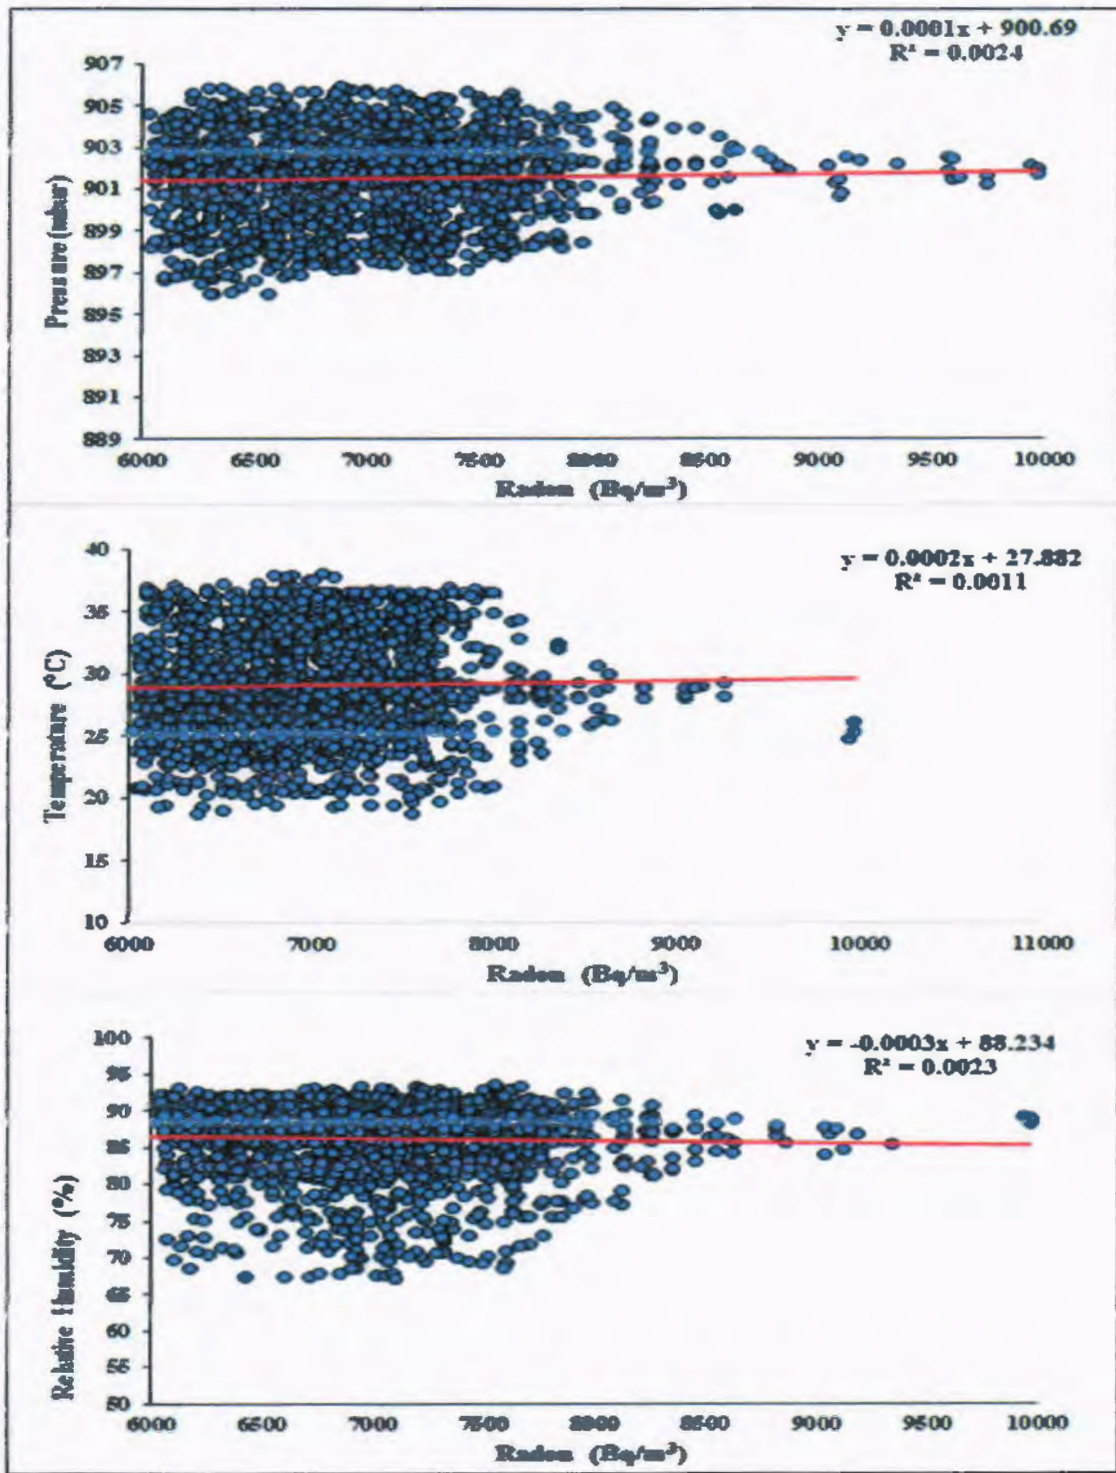 y = 0.0001x + 900.69
R² = 0.0024
907
905
903
901
899
897
895
893
891
889
Pressure (mbar)
6000 6500 7000 7500 8000 8500 9000 9500 10000
Radon (Bq/m³)
y = 0.0002x + 27.882
R² = 0.0011
40
35
30
25
20
15
10
Temperature (°C)
6000 7000 8000 9000 10000 11000
Radon (Bq/m³)
y = -0.0003x + 88.234
R² = 0.0023
100
95
90
85
80
75
70
65
60
55
50
Relative Humidity (%)
6000 6500 7000 7500 8000 8500 9000 9500 10000
Radon (Bq/m³)